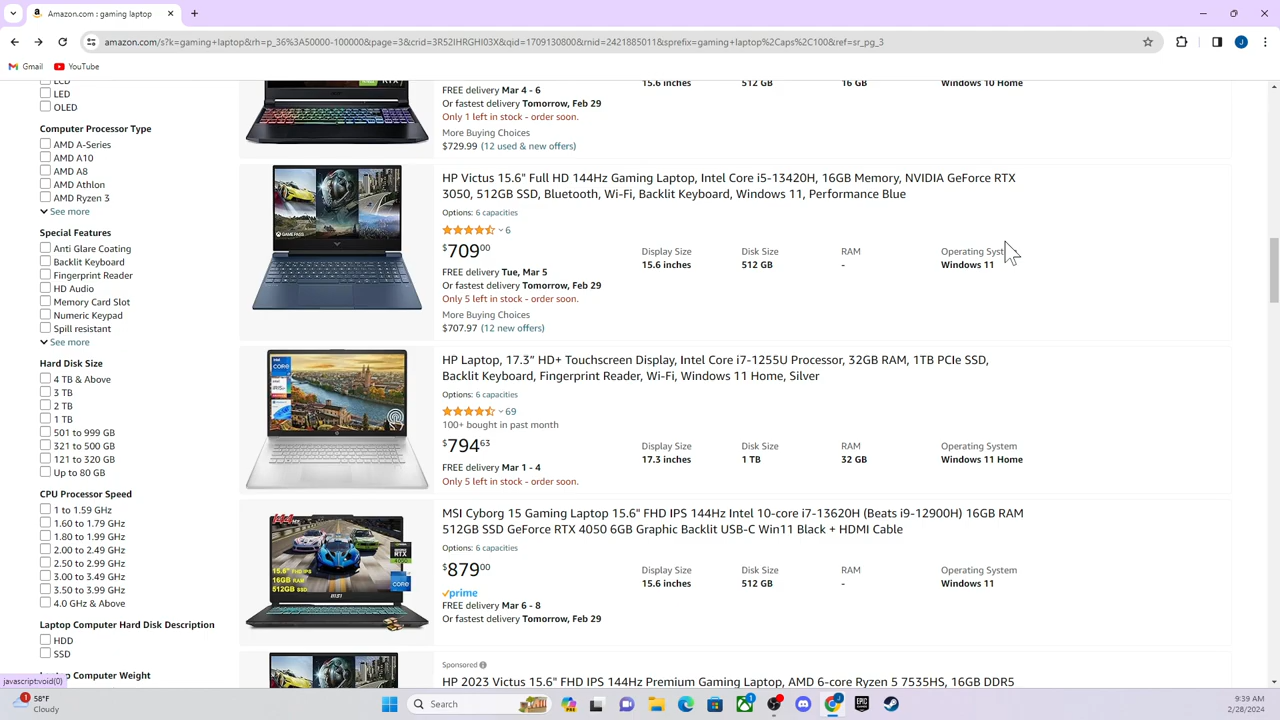 Amazon.com : gaming laptop
amazon.com/s?k=gaming+laptop&rh=p_36%3A50000-100000&page=3&crid=3R52IHRGHI03X&qid=1709130800&rnid=2421885011&sprefix=gaming+laptop%2Caps%2C100&ref=sr_pg_3
J
Gmail
YouTube
LCD
LED
OLED
Computer Processor Type
AMD A-Series
AMD A10
AMD A8
AMD Athlon
AMD Ryzen 3
See more
Special Features
Anti Glare Coating
Backlit Keyboard
Fingerprint Reader
HD Audio
Memory Card Slot
Numeric Keypad
Spill resistant
See more
Hard Disk Size
4 TB & Above
3 TB
2 TB
1 TB
501 to 999 GB
321 to 500 GB
121 to 320 GB
Up to 80 GB
CPU Processor Speed
1 to 1.59 GHz
1.60 to 1.79 GHz
1.80 to 1.99 GHz
2.00 to 2.49 GHz
2.50 to 2.99 GHz
3.00 to 3.49 GHz
3.50 to 3.99 GHz
4.0 GHz & Above
Laptop Computer Hard Disk Description
HDD
SSD
Laptop Computer Weight
javascript:void(0)
FREE delivery Mar 4 - 6
15.6 inches 512 GB 16 GB Windows 10 Home
Or fastest delivery Tomorrow, Feb 29
Only 1 left in stock - order soon.
More Buying Choices
$729.99 (12 used & new offers)
HP Victus 15.6" Full HD 144Hz Gaming Laptop, Intel Core i5-13420H, 16GB Memory, NVIDIA GeForce RTX
3050, 512GB SSD, Bluetooth, Wi-Fi, Backlit Keyboard, Windows 11, Performance Blue
Options: 6 capacities
6
$70900
Display Size Disk Size RAM Operating Syst
15.6 inches 512 GB - Windows 11
FREE delivery Tue, Mar 5
Or fastest delivery Tomorrow, Feb 29
Only 5 left in stock - order soon.
More Buying Choices
$707.97 (12 new offers)
GAME PASS
HP Laptop, 17.3” HD+ Touchscreen Display, Intel Core i7-1255U Processor, 32GB RAM, 1TB PCIe SSD,
Backlit Keyboard, Fingerprint Reader, Wi-Fi, Windows 11 Home, Silver
Options: 6 capacities
69
100+ bought in past month
$79463
Display Size Disk Size RAM Operating System
17.3 inches 1 TB 32 GB Windows 11 Home
FREE delivery Mar 1 - 4
Only 5 left in stock - order soon.
MSI Cyborg 15 Gaming Laptop 15.6" FHD IPS 144Hz Intel 10-core i7-13620H (Beats i9-12900H) 16GB RAM
512GB SSD GeForce RTX 4050 6GB Graphic Backlit USB-C Win11 Black + HDMI Cable
Options: 6 capacities
$87900
Display Size Disk Size RAM Operating System
15.6 inches 512 GB - Windows 11
prime
FREE delivery Mar 6 - 8
Or fastest delivery Tomorrow, Feb 29
15.6" FHD IPS
16GB RAM
512GB SSD
core
Sponsored
HP 2023 Victus 15.6" FHD 144Hz Premium Gaming Laptop, AMD 6-core Ryzen 5 7535HS, 16GB DDR5
1
58°F
Cloudy
Search
9:39 AM
2/28/2024